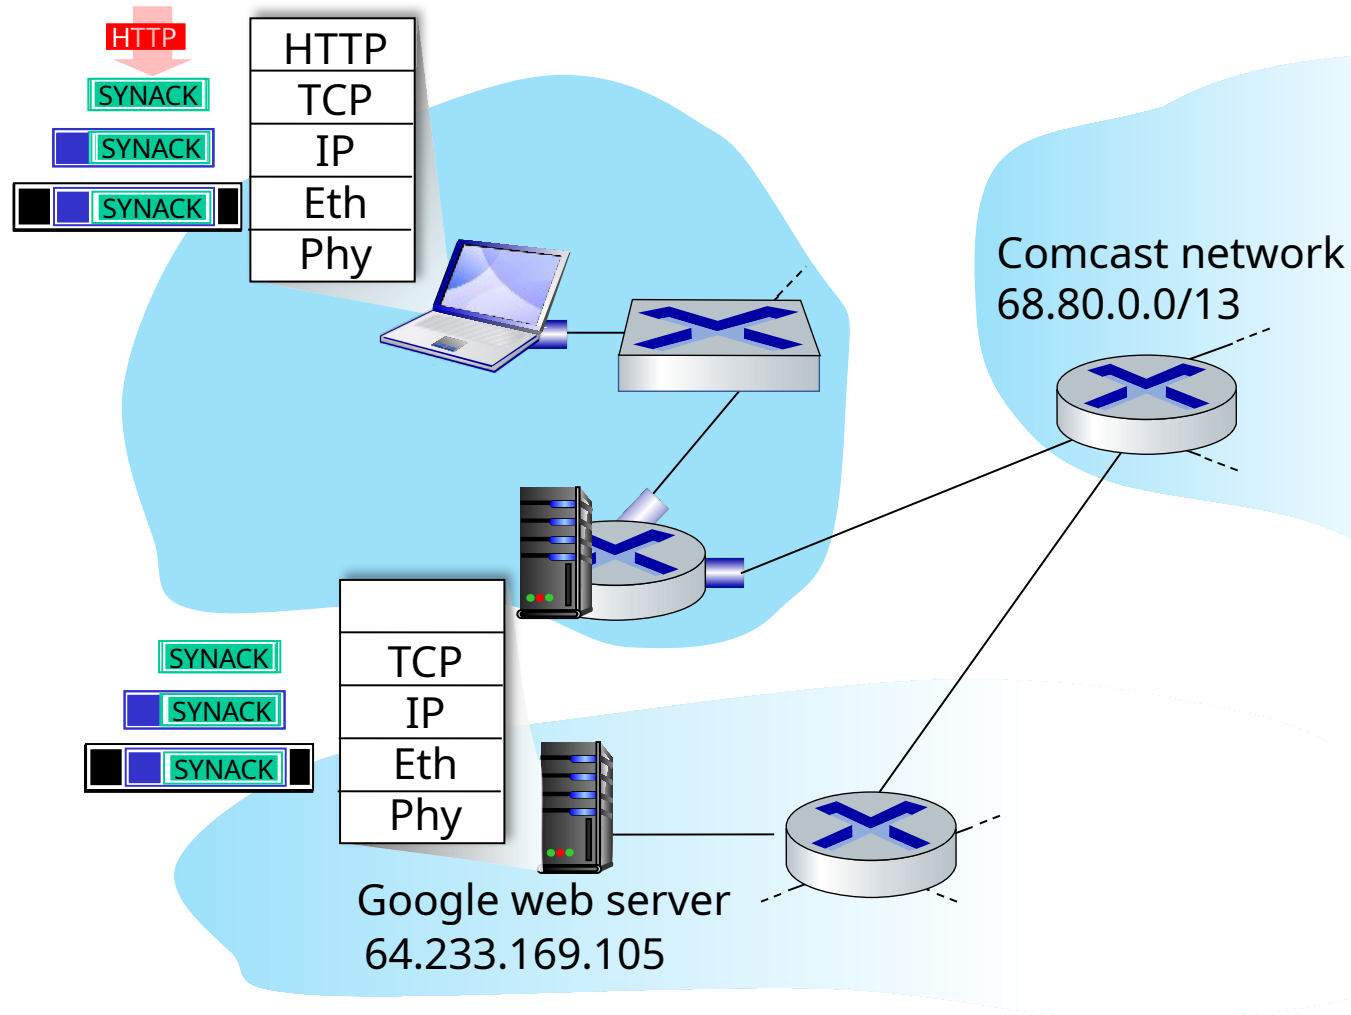 HTTP
SYNACK
SYNACK
SYNACK
HTTP
TCP
IP
Eth
Phy
Comcast network
68.80.0.0/13
SYNACK
SYNACK
SYNACK
TCP
IP
Eth
Phy
Google web server
64.233.169.105